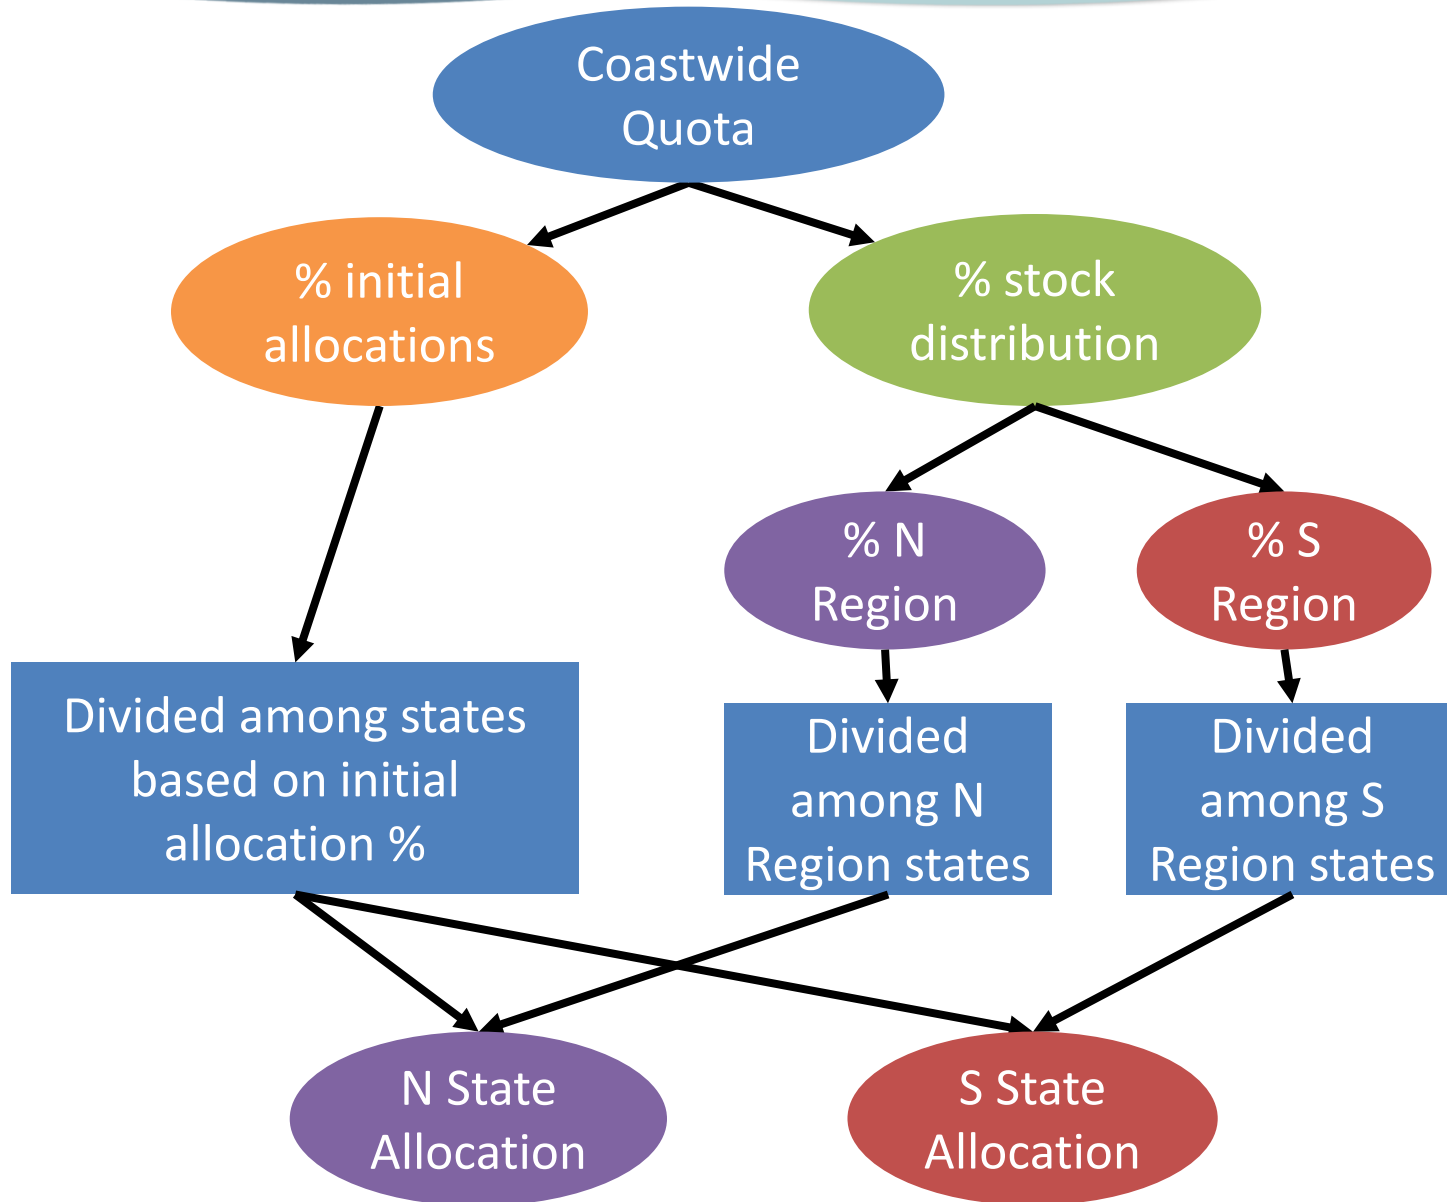 Coastwide
Quota
% initial
allocations
% stock
distribution
% N
Region
% S
Region
Divided among states
based on initial
allocation %
Divided
among N
Region states
Divided
among S
Region states
N State
Allocation
S State
Allocation